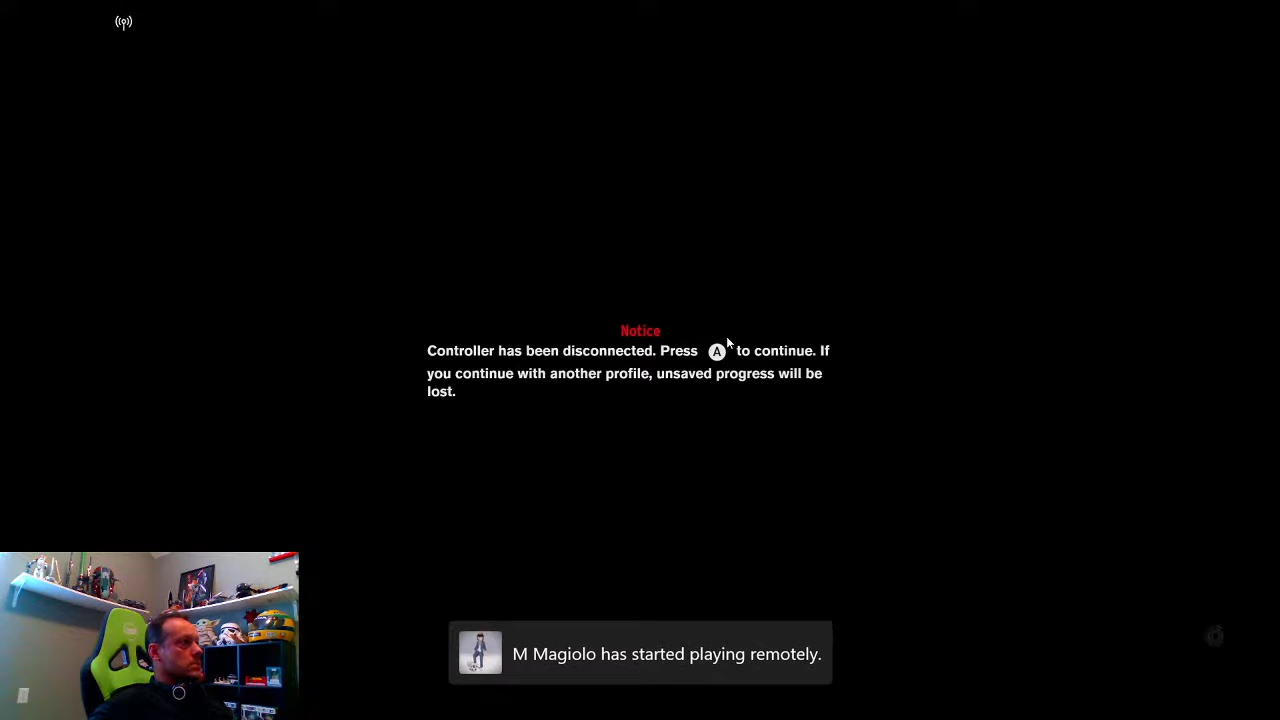 Notice
Controller has been disconnected. Press A to continue. If
you continue with another profile, unsaved progress will be
lost.
M Magiolo has started playing remotely.